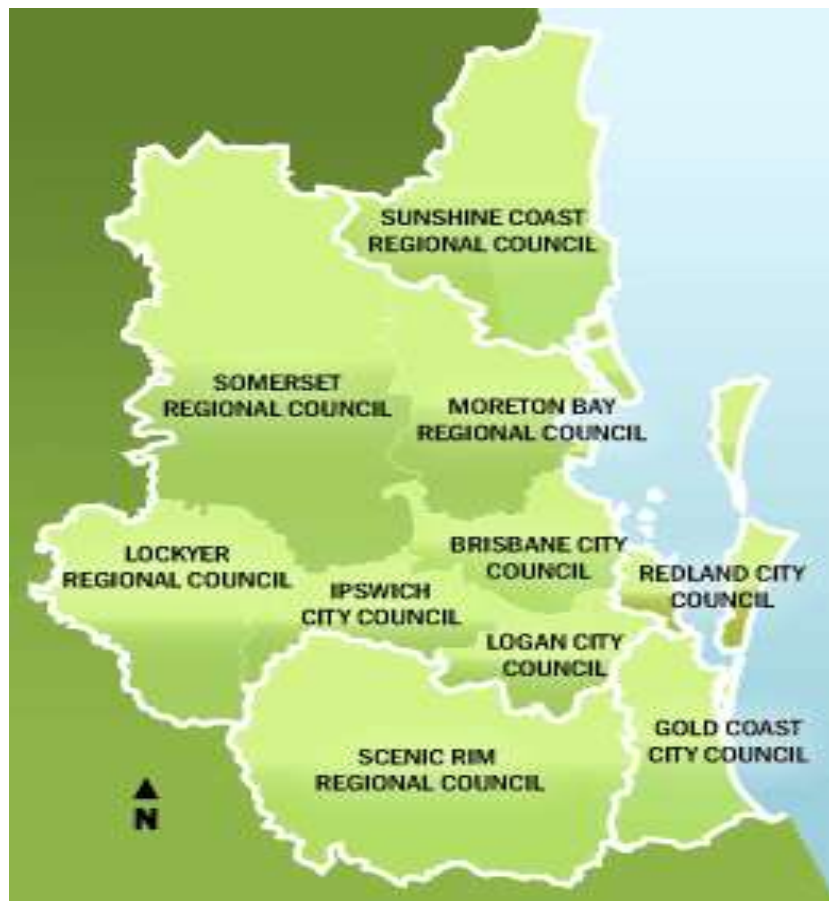 SUNSHINE COAST
REGIONAL COUNCIL
SOMERSET
REGIONAL COUNCIL
MORETON BAY
REGIONAL COUNCIL
LOCKYER
REGIONAL COUNCIL
BRISBANE CITY
COUNCIL
IPSWICH
CITY COUNCIL
REDLAND CITY
COUNCIL
LOGAN CITY
COUNCIL
SCENIC RIM
REGIONAL COUNCIL
GOLD COAST
CITY COUNCIL
N